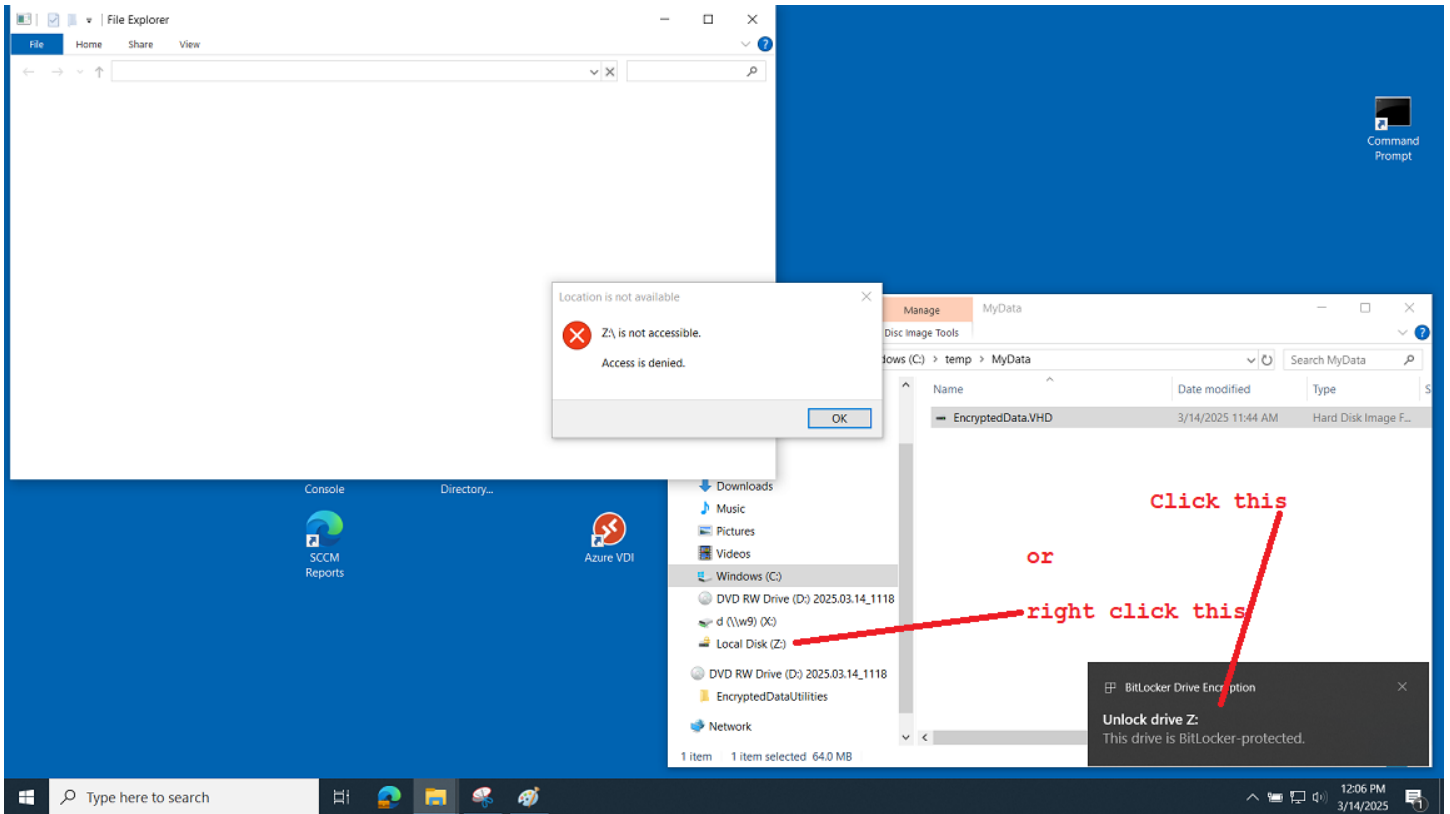 File Explorer
File Home Share View
Command
Prompt
Location is not available
Z:\ is not accessible.
Access is denied.
OK
Manage MyData
Disc Image Tools
dows (C:) > temp > MyData
Search MyData
Name Date modified Type S
EncryptedData.VHD 3/14/2025 11:44 AM Hard Disk Image F...
Console
Directory...
SCCM
Reports
Azure VDI
Downloads
Music
Pictures
Videos
Windows (C:)
DVD RW Drive (D:) 2025.03.14_1118
d (\\w9) (X:)
Local Disk (Z:)
DVD RW Drive (D:) 2025.03.14_1118
EncryptedDataUtilities
Network
1 item 1 item selected 64.0 MB
Click this
or
right click this
BitLocker Drive Encryption
Unlock drive Z:
This drive is BitLocker-protected.
Type here to search
12:06 PM
3/14/2025
1